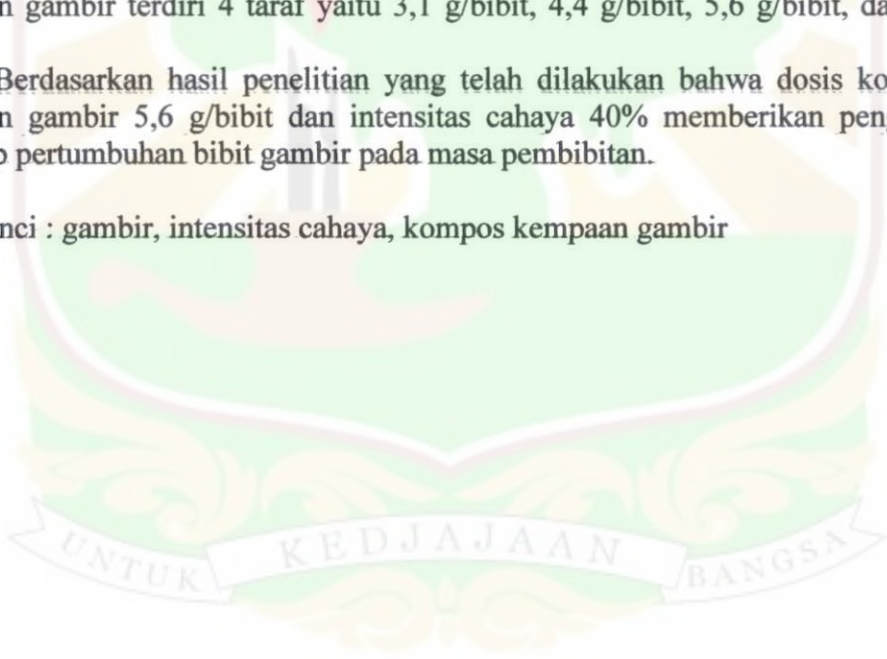 n gambir terdiri 4 taraf yaitu 3,1 g/bibit, 4,4 g/bibit, 5,6 g/bibit, da
Berdasarkan hasil penelitian yang telah dilakukan bahwa dosis ko
n gambir 5,6 g/bibit dan intensitas cahaya 40% memberikan pen
pertumbuhan bibit gambir pada masa pembibitan.
nci : gambir, intensitas cahaya, kompos kempaan gambir
UNTUK KEDJAJAAN BANGSA